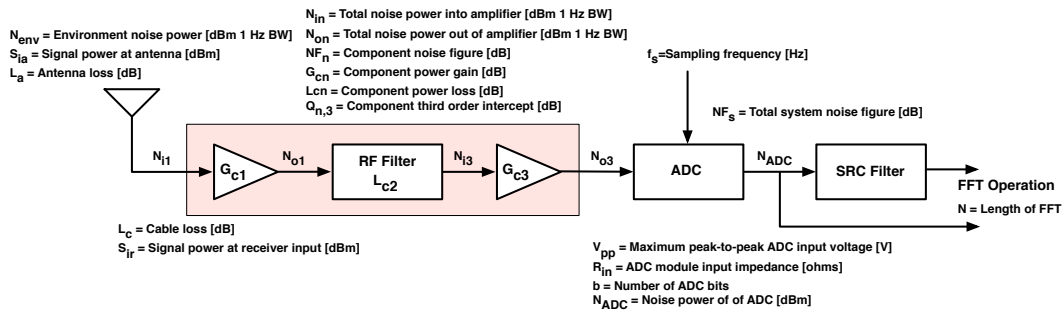 N_in = Total noise power into amplifier [dBm 1 Hz BW]
N_on = Total noise power out of amplifier [dBm 1 Hz BW]
NF_n = Component noise figure [dB]
G_cn = Component power gain [dB]
Lcn = Component power loss [dB]
Q_n,3 = Component third order intercept [dB]
N_env = Environment noise power [dBm 1 Hz BW]
S_ia = Signal power at antenna [dBm]
L_a = Antenna loss [dB]
f_s=Sampling frequency [Hz]
NF_s = Total system noise figure [dB]
N_i1
G_c1
N_o1
RF Filter
L_c2
N_i3
G_c3
N_o3
ADC
N_ADC
SRC Filter
FFT Operation
N = Length of FFT
L_c = Cable loss [dB]
S_ir = Signal power at receiver input [dBm]
V_pp = Maximum peak-to-peak ADC input voltage [V]
R_in = ADC module input impedance [ohms]
b = Number of ADC bits
N_ADC = Noise power of of ADC [dBm]